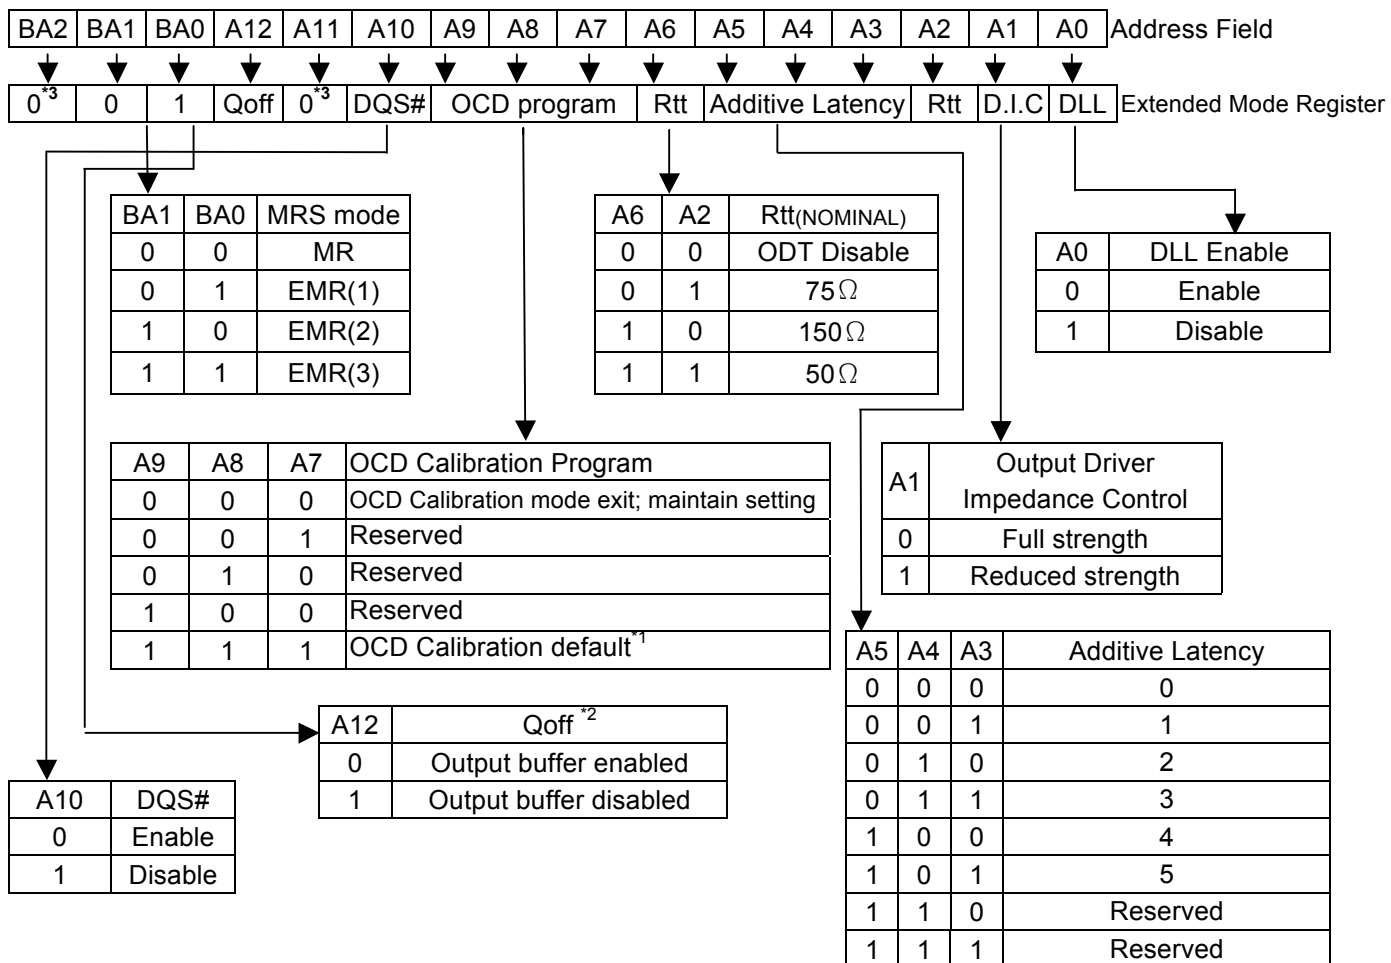 BA2 BA1 BA0 A12 A11 A10 A9 A8 A7 A6 A5 A4 A3 A2 A1 A0 Address Field
0*3 0 1 Qoff 0*3 DQS# OCD program Rtt Additive Latency Rtt D.I.C DLL Extended Mode Register
BA1 BA0 MRS mode
0 0 MR
0 1 EMR(1)
1 0 EMR(2)
1 1 EMR(3)
A6 A2 Rtt(NOMINAL)
0 0 ODT Disable
0 1 75Ω
1 0 150Ω
1 1 50Ω
A0 DLL Enable
0 Enable
1 Disable
A9 A8 A7 OCD Calibration Program
0 0 0 OCD Calibration mode exit; maintain setting
0 0 1 Reserved
0 1 0 Reserved
1 0 0 Reserved
1 1 1 OCD Calibration default*1
A1 Output Driver
Impedance Control
0 Full strength
1 Reduced strength
A12 Qoff *2
0 Output buffer enabled
1 Output buffer disabled
A10 DQS#
0 Enable
1 Disable
A5 A4 A3 Additive Latency
0 0 0 0
0 0 1 1
0 1 0 2
0 1 1 3
1 0 0 4
1 0 1 5
1 1 0 Reserved
1 1 1 Reserved